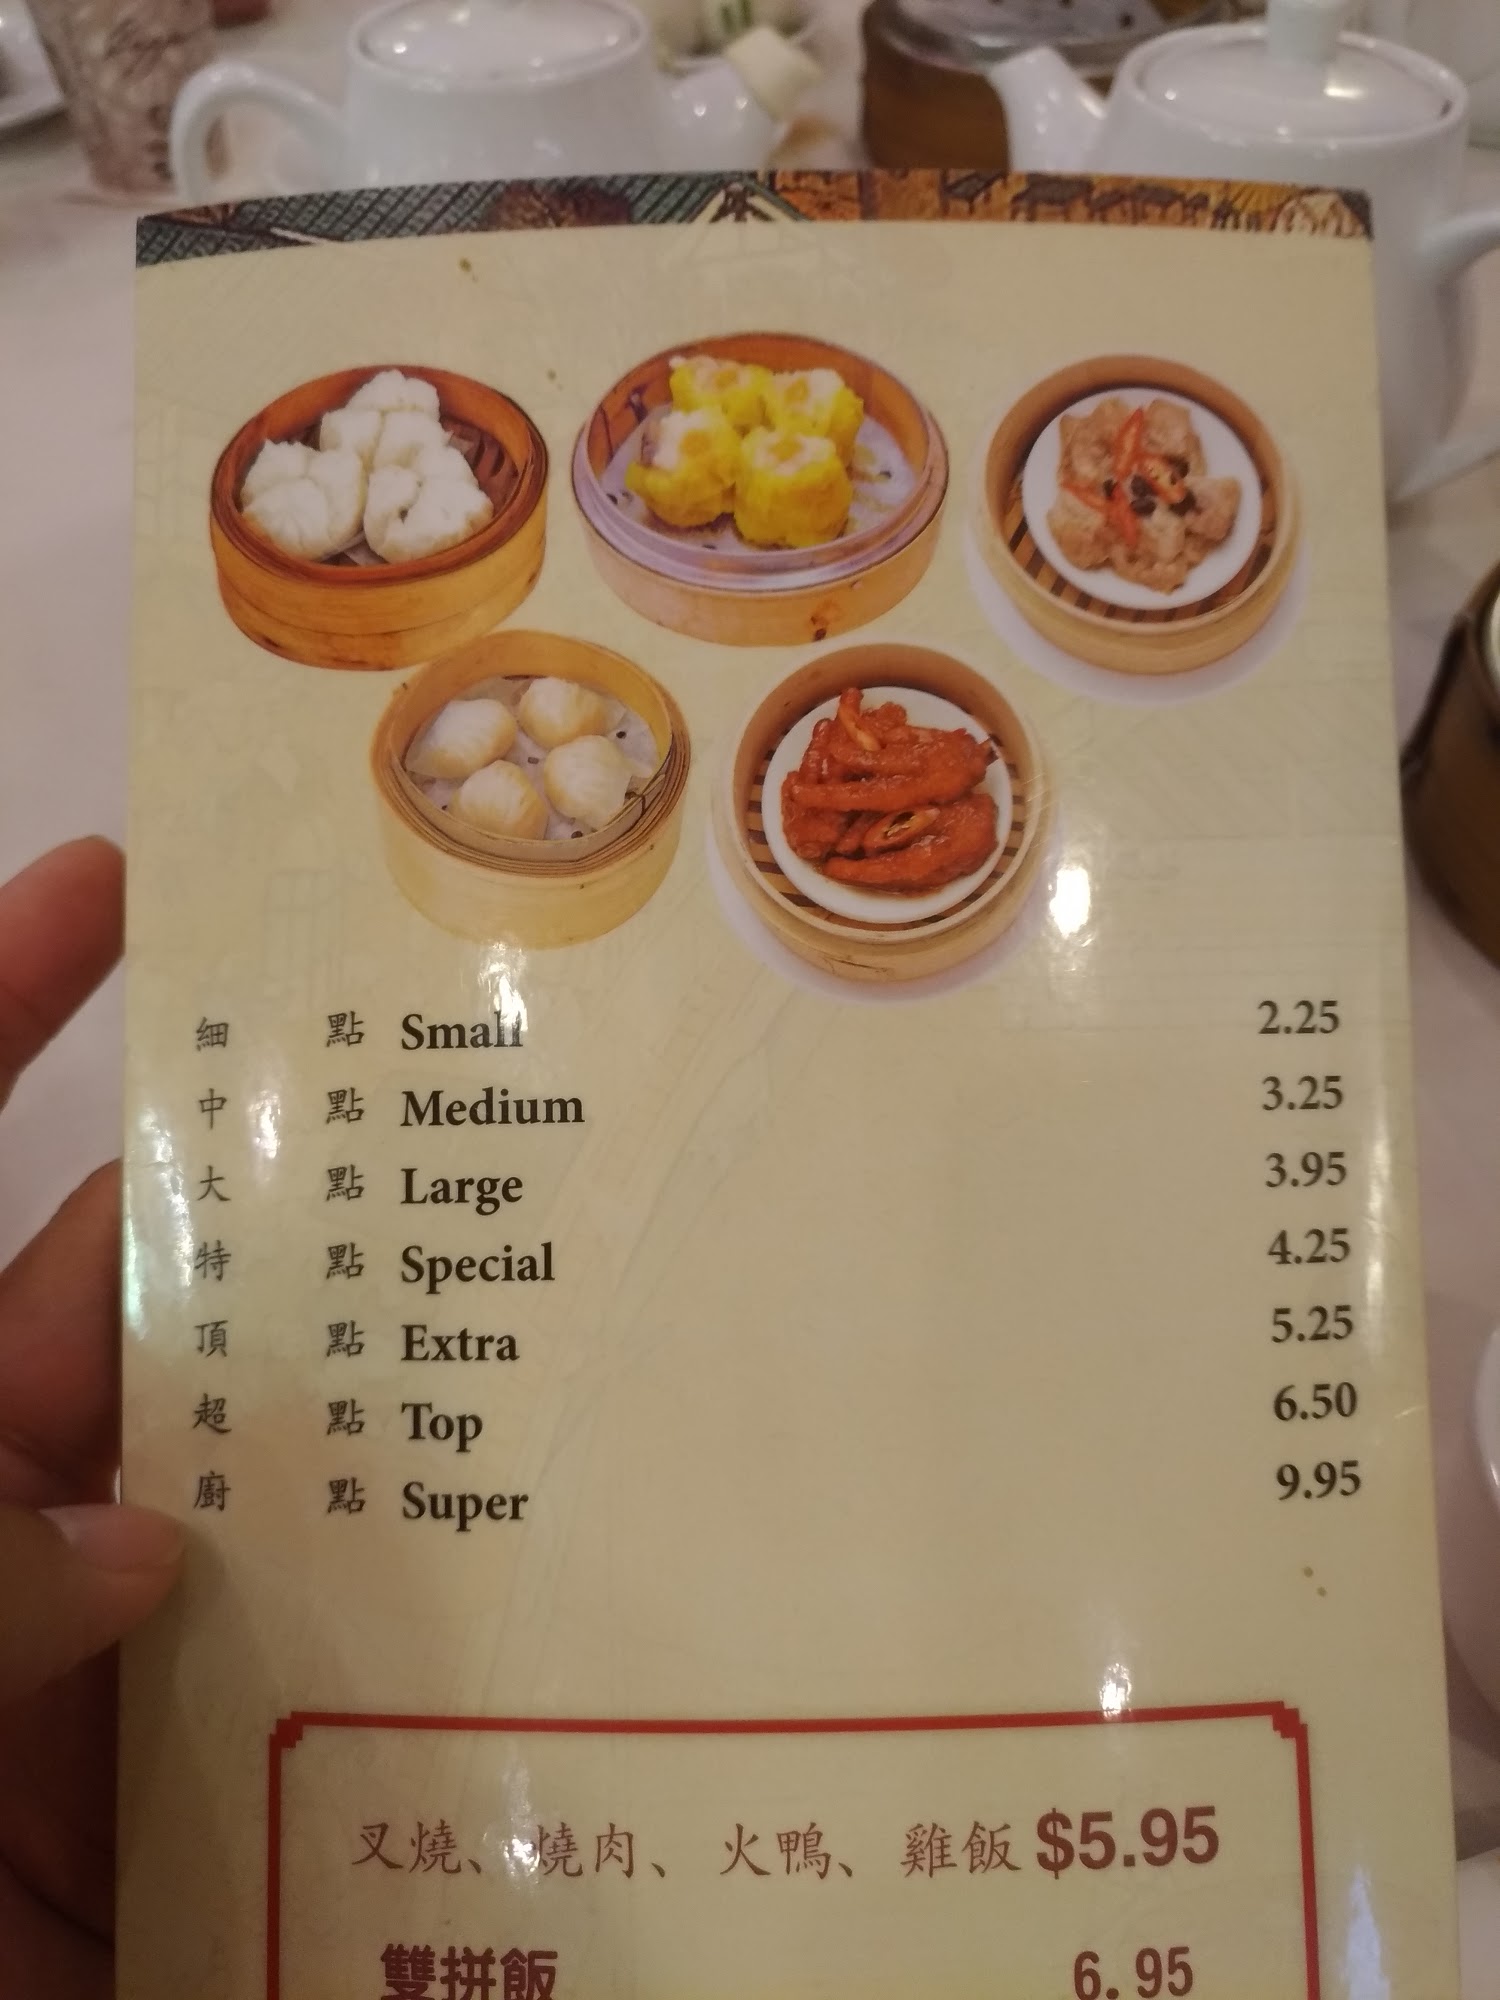 細 點 Small 2.25
中 點 Medium 3.25
大 點 Large 3.95
特 點 Special 4.25
頂 點 Extra 5.25
超 點 Top 6.50
廚 點 Super 9.95
叉燒、燒肉、火鴨、雞飯 $5.95
雙拼飯 6.95